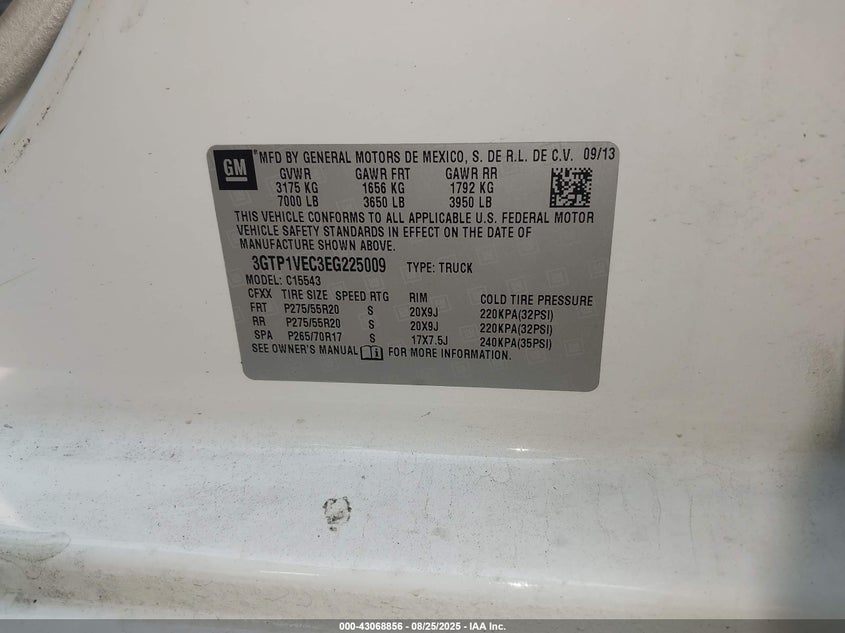 GM ® MFD BY GENERAL MOTORS DE MEXICO, S. DE R.L. DE C.V. 09/13
GVWR GAWR FRT GAWR RR
3175 KG 1656 KG 1792 KG
7000 LB 3650 LB 3950 LB
THIS VEHICLE CONFORMS TO ALL APPLICABLE U.S. FEDERAL MOTOR
VEHICLE SAFETY STANDARDS IN EFFECT ON THE DATE OF
MANUFACTURE SHOWN ABOVE.
3GTP1VEC3EG225009 TYPE: TRUCK
MODEL: C15543
CFXX TIRE SIZE SPEED RTG RIM COLD TIRE PRESSURE
FRT P275/55R20 S 20X9J 220KPA(32PSI)
RR P275/55R20 S 20X9J 220KPA(32PSI)
SPA P265/70R17 S 17X7.5J 240KPA(35PSI)
SEE OWNER'S MANUAL FOR MORE INFORMATION.
000-43068856 - 08/25/2025 - IAA Inc.